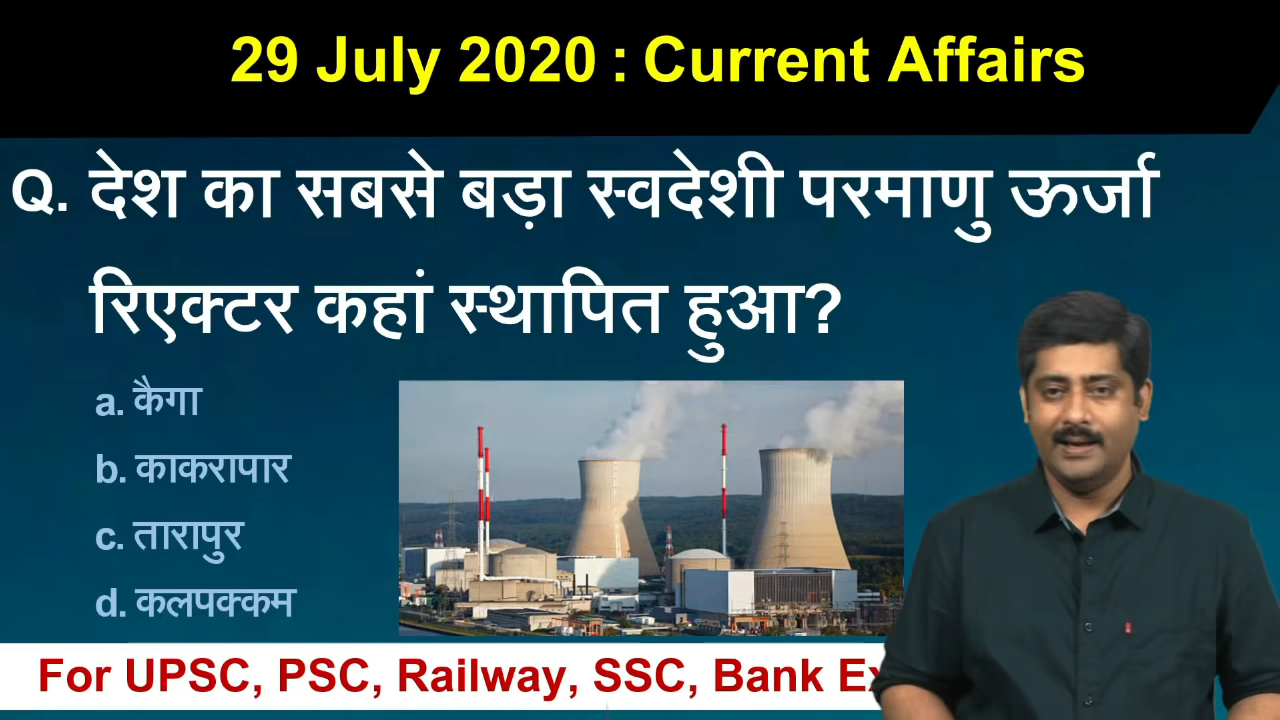 29 July 2020 : Current Affairs
Q. देश का सबसे बड़ा स्वदेशी परमाणु ऊर्जा
रिएक्टर कहां स्थापित हुआ?
a. कैगा
b. काकरापार
c. तारापुर
d. कलपक्कम
For UPSC, PSC, Railway, SSC, Bank